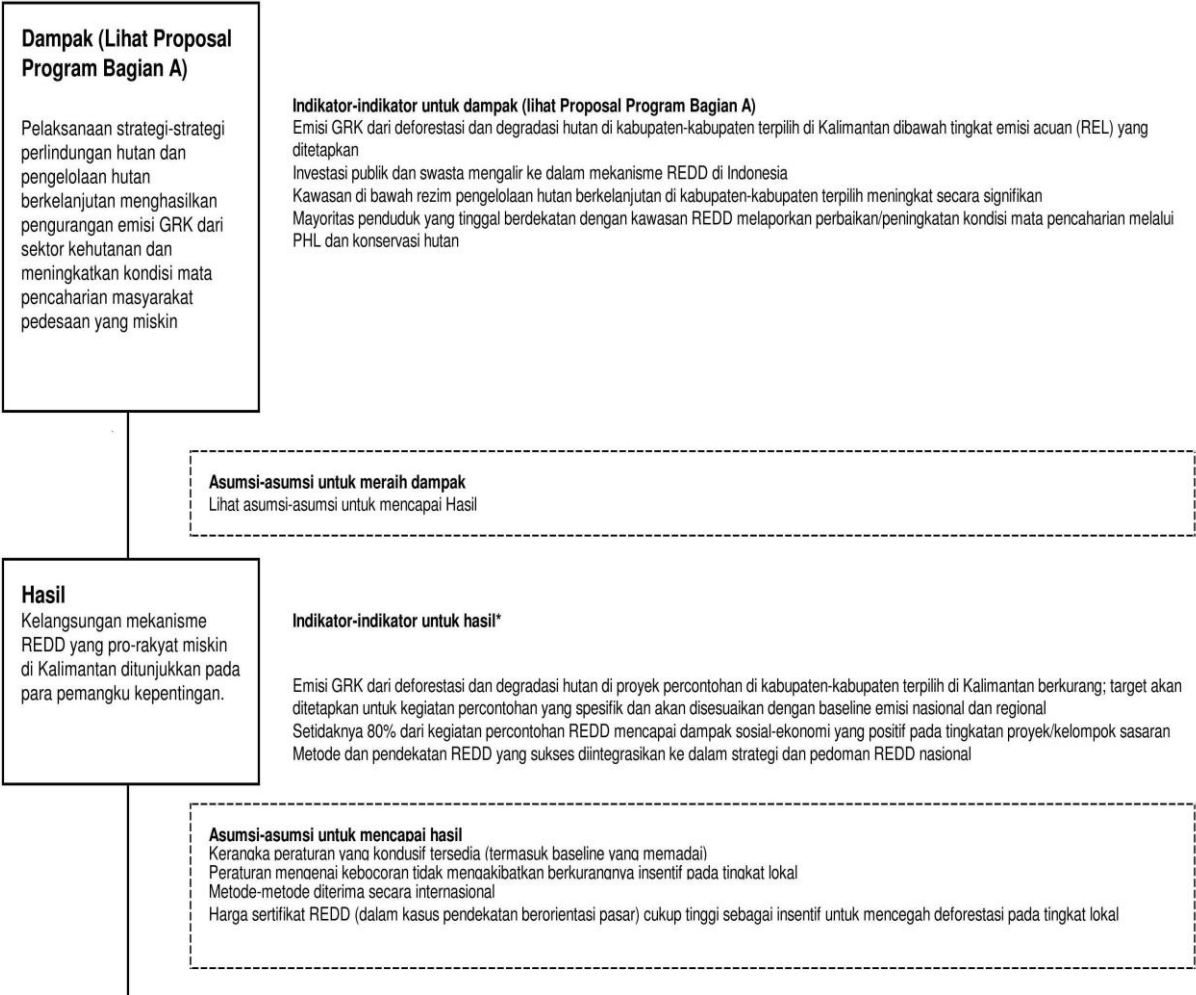 Dampak (Lihat Proposal
Program Bagian A)
Pelaksanaan strategi-strategi
perlindungan hutan dan
pengelolaan hutan
berkelanjutan menghasilkan
pengurangan emisi GRK dari
sektor kehutanan dan
meningkatkan kondisi mata
pencaharian masyarakat
pedesaan yang miskin
Indikator-indikator untuk dampak (lihat Proposal Program Bagian A)
Emisi GRK dari deforestasi dan degradasi hutan di kabupaten-kabupaten terpilih di Kalimantan dibawah tingkat emisi acuan (REL) yang
ditetapkan
Investasi publik dan swasta mengalir ke dalam mekanisme REDD di Indonesia
Kawasan di bawah rezim pengelolaan hutan berkelanjutan di kabupaten-kabupaten terpilih meningkat secara signifikan
Mayoritas penduduk yang tinggal berdekatan dengan kawasan REDD melaporkan perbaikan/peningkatan kondisi mata pencaharian melalui
PHL dan konservasi hutan
Asumsi-asumsi untuk meraih dampak
Lihat asumsi-asumsi untuk mencapai Hasil
Hasil
Kelangsungan mekanisme
REDD yang pro-rakyat miskin
di Kalimantan ditunjukkan pada
para pemangku kepentingan.
Indikator-indikator untuk hasil*
Emisi GRK dari deforestasi dan degradasi hutan di proyek percontohan di kabupaten-kabupaten terpilih di Kalimantan berkurang; target akan
ditetapkan untuk kegiatan percontohan yang spesifik dan akan disesuaikan dengan baseline emisi nasional dan regional
Setidaknya 80% dari kegiatan percontohan REDD mencapai dampak sosial-ekonomi yang positif pada tingkatan proyek/kelompok sasaran
Metode dan pendekatan REDD yang sukses diintegrasikan ke dalam strategi dan pedoman REDD nasional
Asumsi-asumsi untuk mencapai hasil
Kerangka peraturan yang kondusif tersedia (termasuk baseline yang memadai)
Peraturan mengenai kebocoran tidak mengakibatkan berkurangnya insentif pada tingkat lokal
Metode-metode diterima secara internasional
Harga sertifikat REDD (dalam kasus pendekatan berorientasi pasar) cukup tinggi sebagai insentif untuk mencegah deforestasi pada tingkat lokal